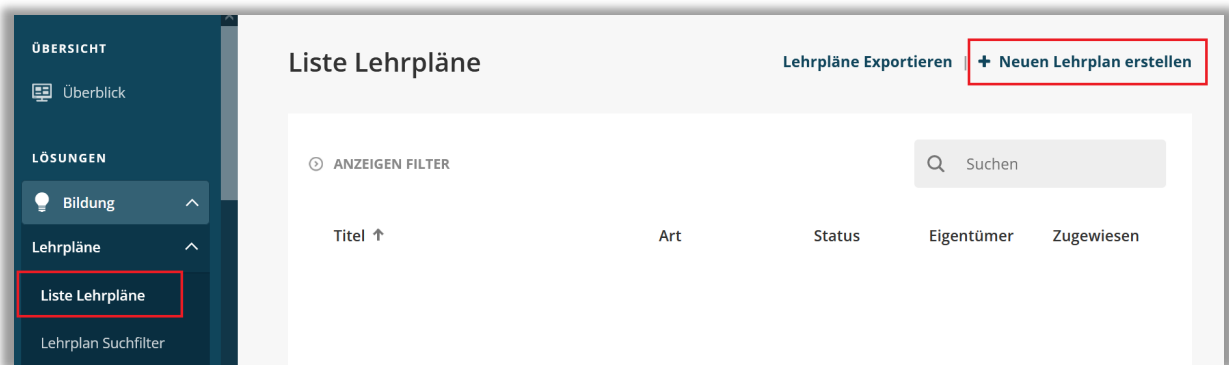 ÜBERSICHT
Überblick
LÖSUNGEN
Bildung
Lehrpläne
Liste Lehrpläne
Lehrplan Suchfilter
Liste Lehrpläne
Lehrpläne Exportieren | + Neuen Lehrplan erstellen
ANZEIGEN FILTER
Suchen
Titel ↑ Art Status Eigentümer Zugewiesen